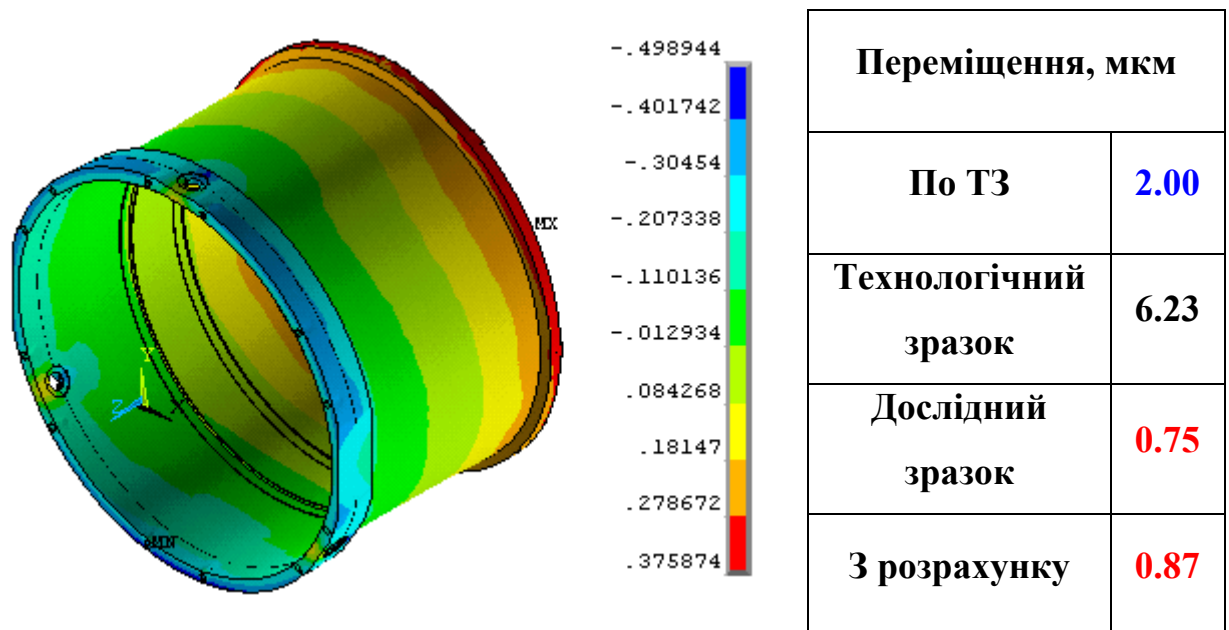 -.498944
-.401742
-.30454
-.207338
-.110136
-.012934
.084268
.18147
.278672
.375874
MX
Y
Z
X
MN
Переміщення, мкм
По ТЗ
2.00
Технологічний
зразок
6.23
Дослідний
зразок
0.75
З розрахунку
0.87